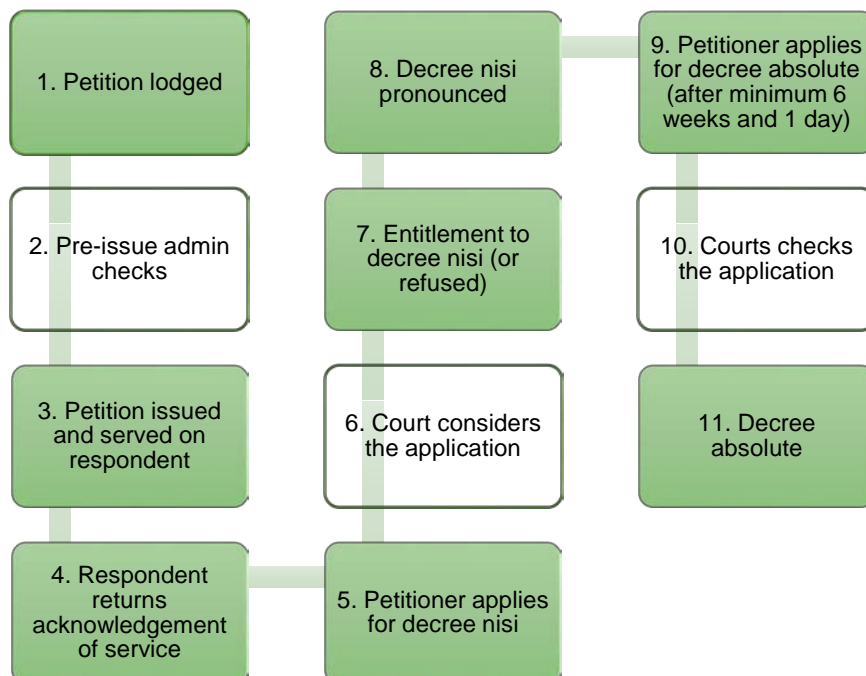 1. Petition lodged
2. Pre-issue admin
checks
3. Petition issued
and served on
respondent
4. Respondent
returns
acknowledgement
of service
5. Petitioner applies
for decree nisi
6. Court considers
the application
7. Entitlement to
decree nisi (or
refused)
8. Decree nisi
pronounced
9. Petitioner applies
for decree absolute
(after minimum 6
weeks and 1 day)
10. Courts checks
the application
11. Decree
absolute